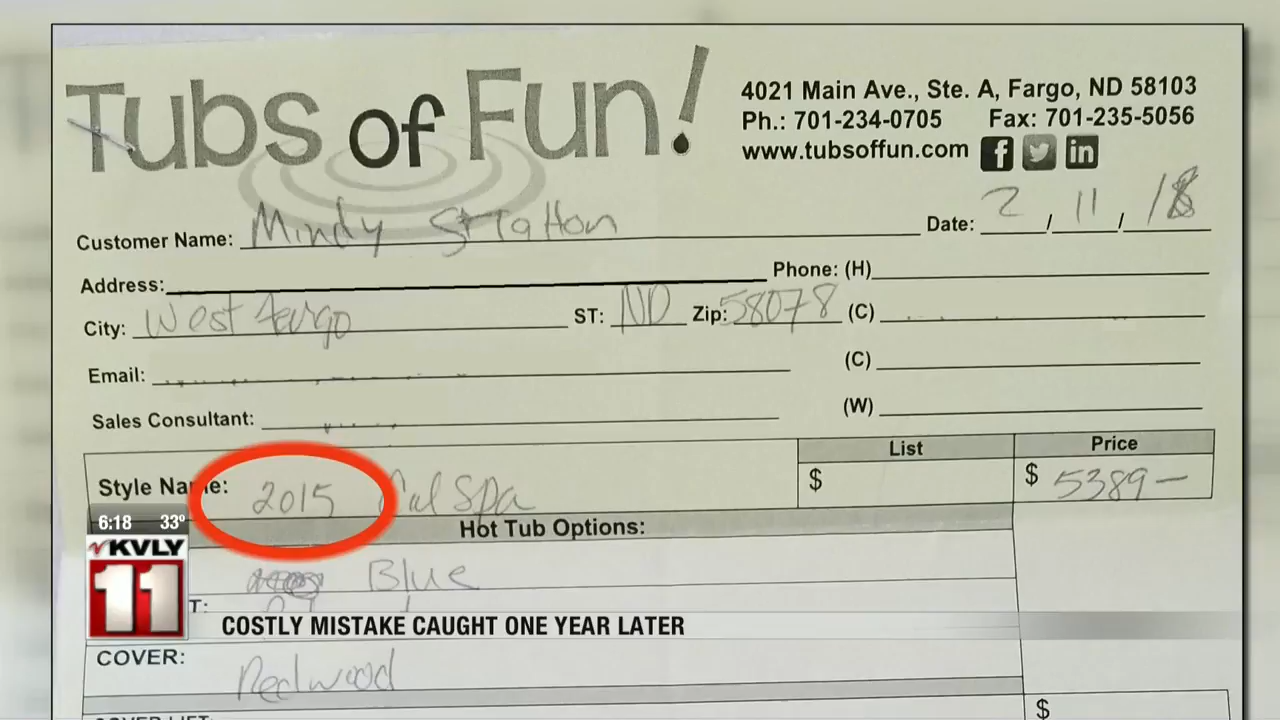 Tubs of Fun!
4021 Main Ave., Ste. A, Fargo, ND 58103
Ph.: 701-234-0705 Fax: 701-235-5056
www.tubsoffun.com
Customer Name: Mindy Stratton Date: 2/11/18
Address: Phone: (H)
City: West Fargo ST: ND Zip: 58078 (C)
Email: (C)
Sales Consultant: (W)
List Price
Style Name: 2015 Cal Spa $ $ 5389-
6:18 33º
Hot Tub Options:
KVLY
11
Blue
T:
COSTLY MISTAKE CAUGHT ONE YEAR LATER
COVER: Redwood
COVER LIFT: $